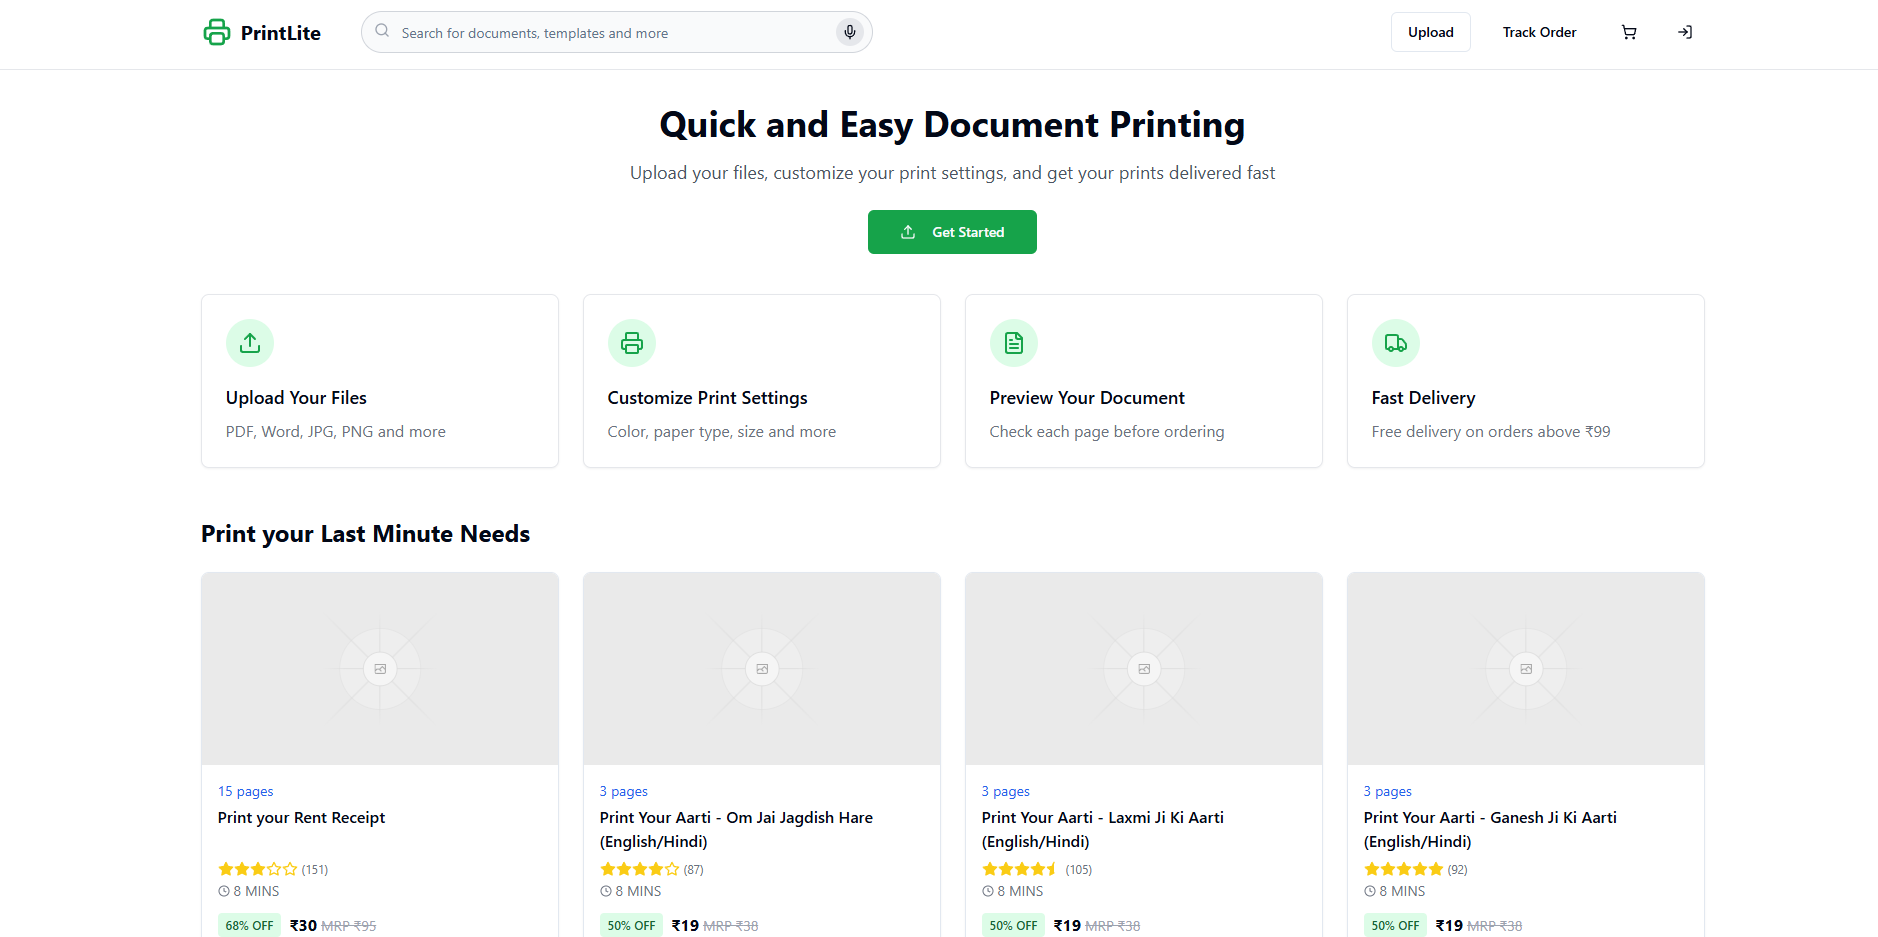 PrintLite
Search for documents, templates and more
Upload
Track Order
Quick and Easy Document Printing
Upload your files, customize your print settings, and get your prints delivered fast
Get Started
Upload Your Files
PDF, Word, JPG, PNG and more
Customize Print Settings
Color, paper type, size and more
Preview Your Document
Check each page before ordering
Fast Delivery
Free delivery on orders above ₹99
Print your Last Minute Needs
15 pages
Print your Rent Receipt
(151)
8 MINS
68% OFF ₹30 MRP ₹95
3 pages
Print Your Aarti - Om Jai Jagdish Hare
(English/Hindi)
(87)
8 MINS
50% OFF ₹19 MRP ₹38
3 pages
Print Your Aarti - Laxmi Ji Ki Aarti
(English/Hindi)
(105)
8 MINS
50% OFF ₹19 MRP ₹38
3 pages
Print Your Aarti - Ganesh Ji Ki Aarti
(English/Hindi)
(92)
8 MINS
50% OFF ₹19 MRP ₹38